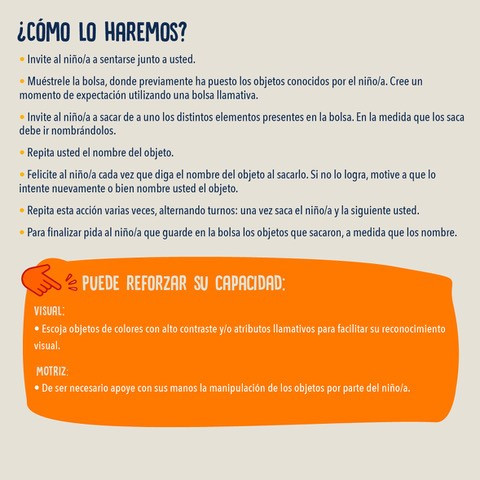 ¿CÓMO LO HAREMOS?
• Invite al niño/a a sentarse junto a usted.
• Muéstrele la bolsa, donde previamente ha puesto los objetos conocidos por el niño/a. Cree un
momento de expectación utilizando una bolsa llamativa.
• Invite al niño/a a sacar de a uno los distintos elementos presentes en la bolsa. En la medida que los saca
debe ir nombrándolos.
• Repita usted el nombre del objeto.
• Felicite al niño/a cada vez que diga el nombre del objeto al sacarlo. Si no lo logra, motive a que lo
intente nuevamente o bien nombre usted el objeto.
• Repita esta acción varias veces, alternando turnos: una vez saca el niño/a y la siguiente usted.
• Para finalizar pida al niño/a que guarde en la bolsa los objetos que sacaron, a medida que los nombre.
PUEDE REFORZAR SU CAPACIDAD:
VISUAL:
• Escoja objetos de colores con alto contraste y/o atributos llamativos para facilitar su reconocimiento
visual.
MOTRIZ:
• De ser necesario apoye con sus manos la manipulación de los objetos por parte del niño/a.